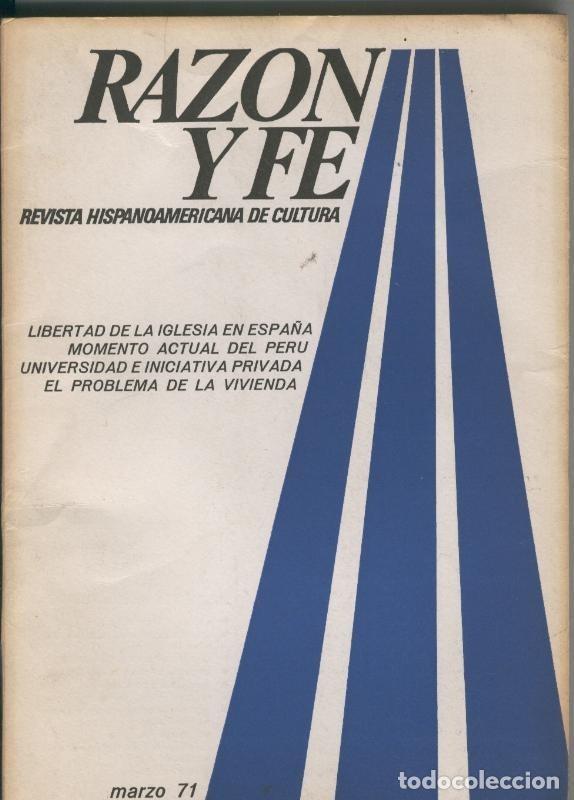 RAZON
Y FE
REVISTA HISPANOAMERICANA DE CULTURA
LIBERTAD DE LA IGLESIA EN ESPAÑA
MOMENTO ACTUAL DEL PERU
UNIVERSIDAD E INICIATIVA PRIVADA
EL PROBLEMA DE LA VIVIENDA
marzo 71
todocoleccion